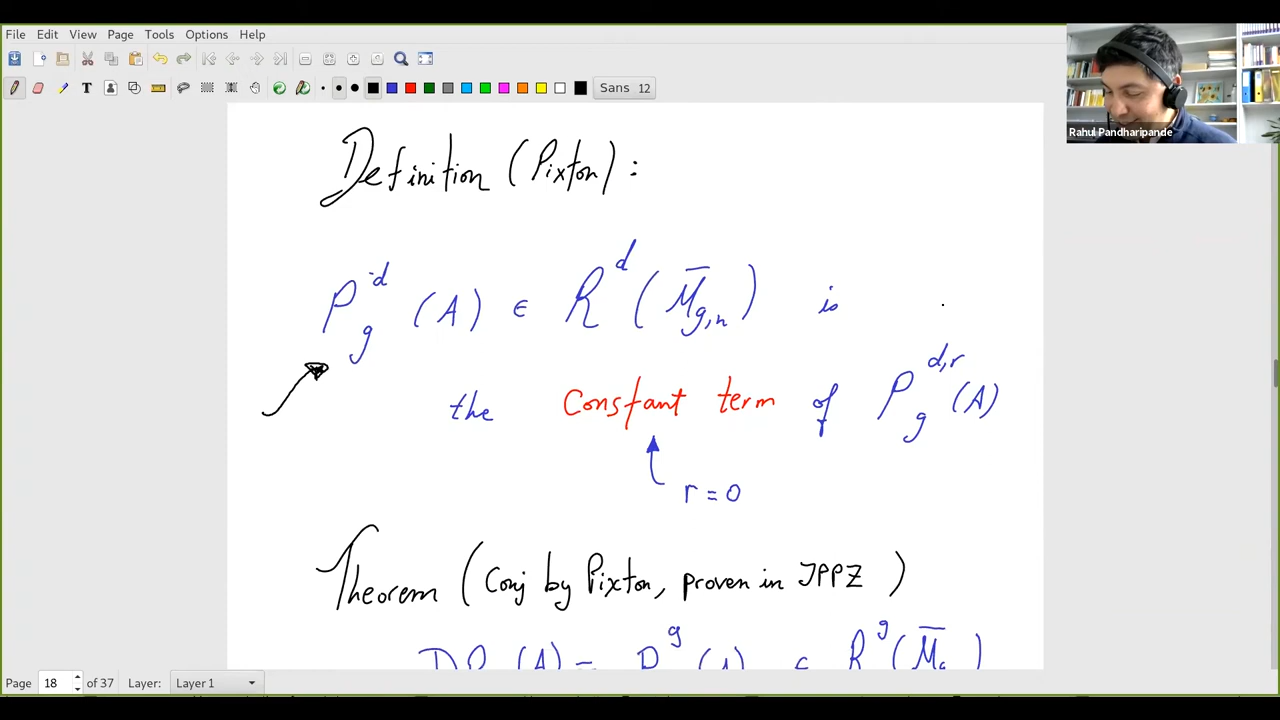 File Edit View Page Tools Options Help
Sans 12
Rahul Pandharipande
Definition (Pixton) :
P_g^d (A) ∈ R^d (M̄_{g,n}) is
the Constant term of P_g^{d,r} (A)
r = 0
Theorem (Conj by Pixton, proven in JPPZ)
(A) = P^g (A) ∈ R^g (M̄
Page 18 of 37 Layer: Layer 1